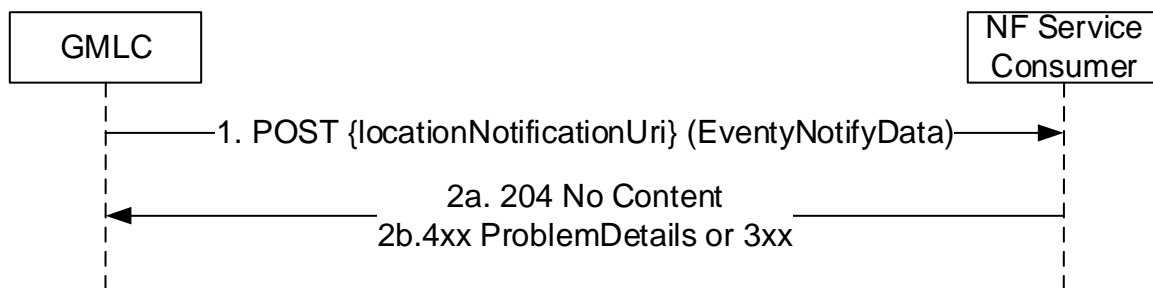 GMLC
NF Service
Consumer
1. POST {locationNotificationUri} (EventyNotifyData)
2a. 204 No Content
2b.4xx ProblemDetails or 3xx